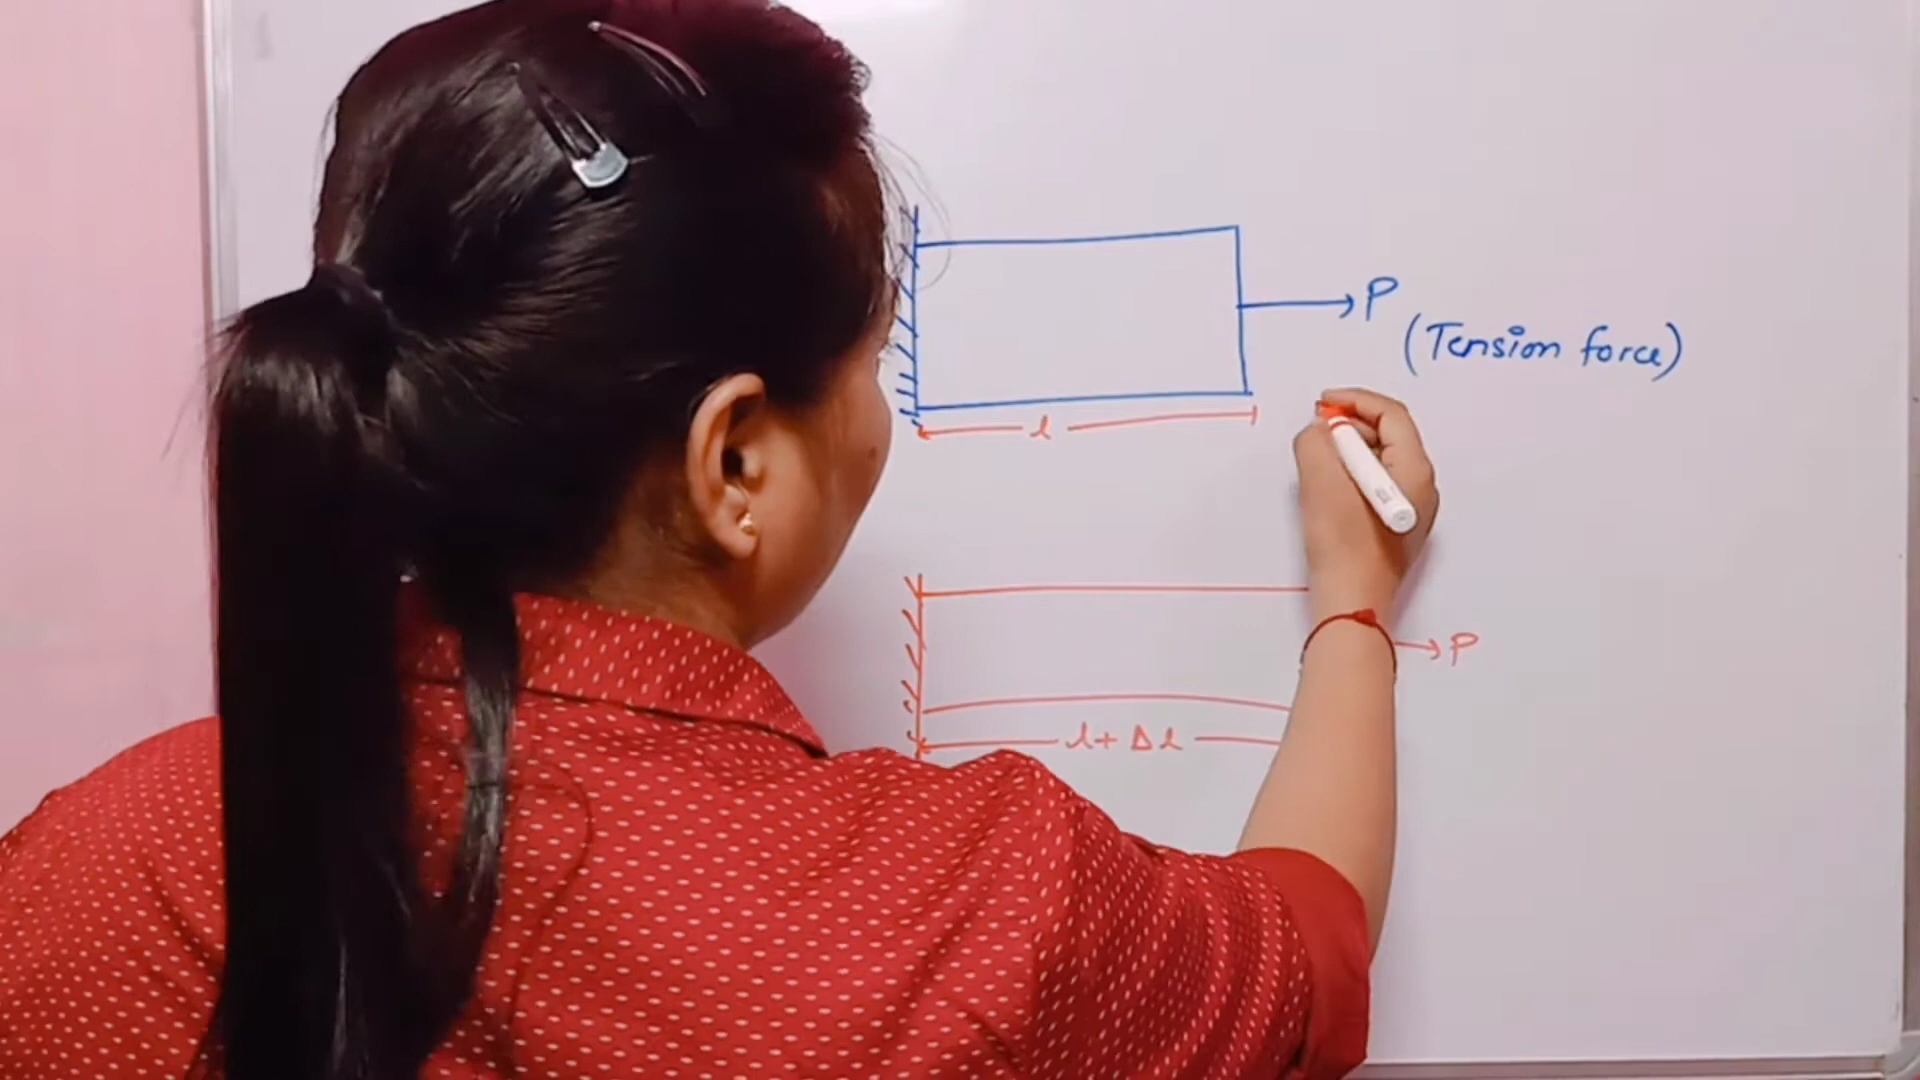 P
(Tension force)
l
P
l + Δl